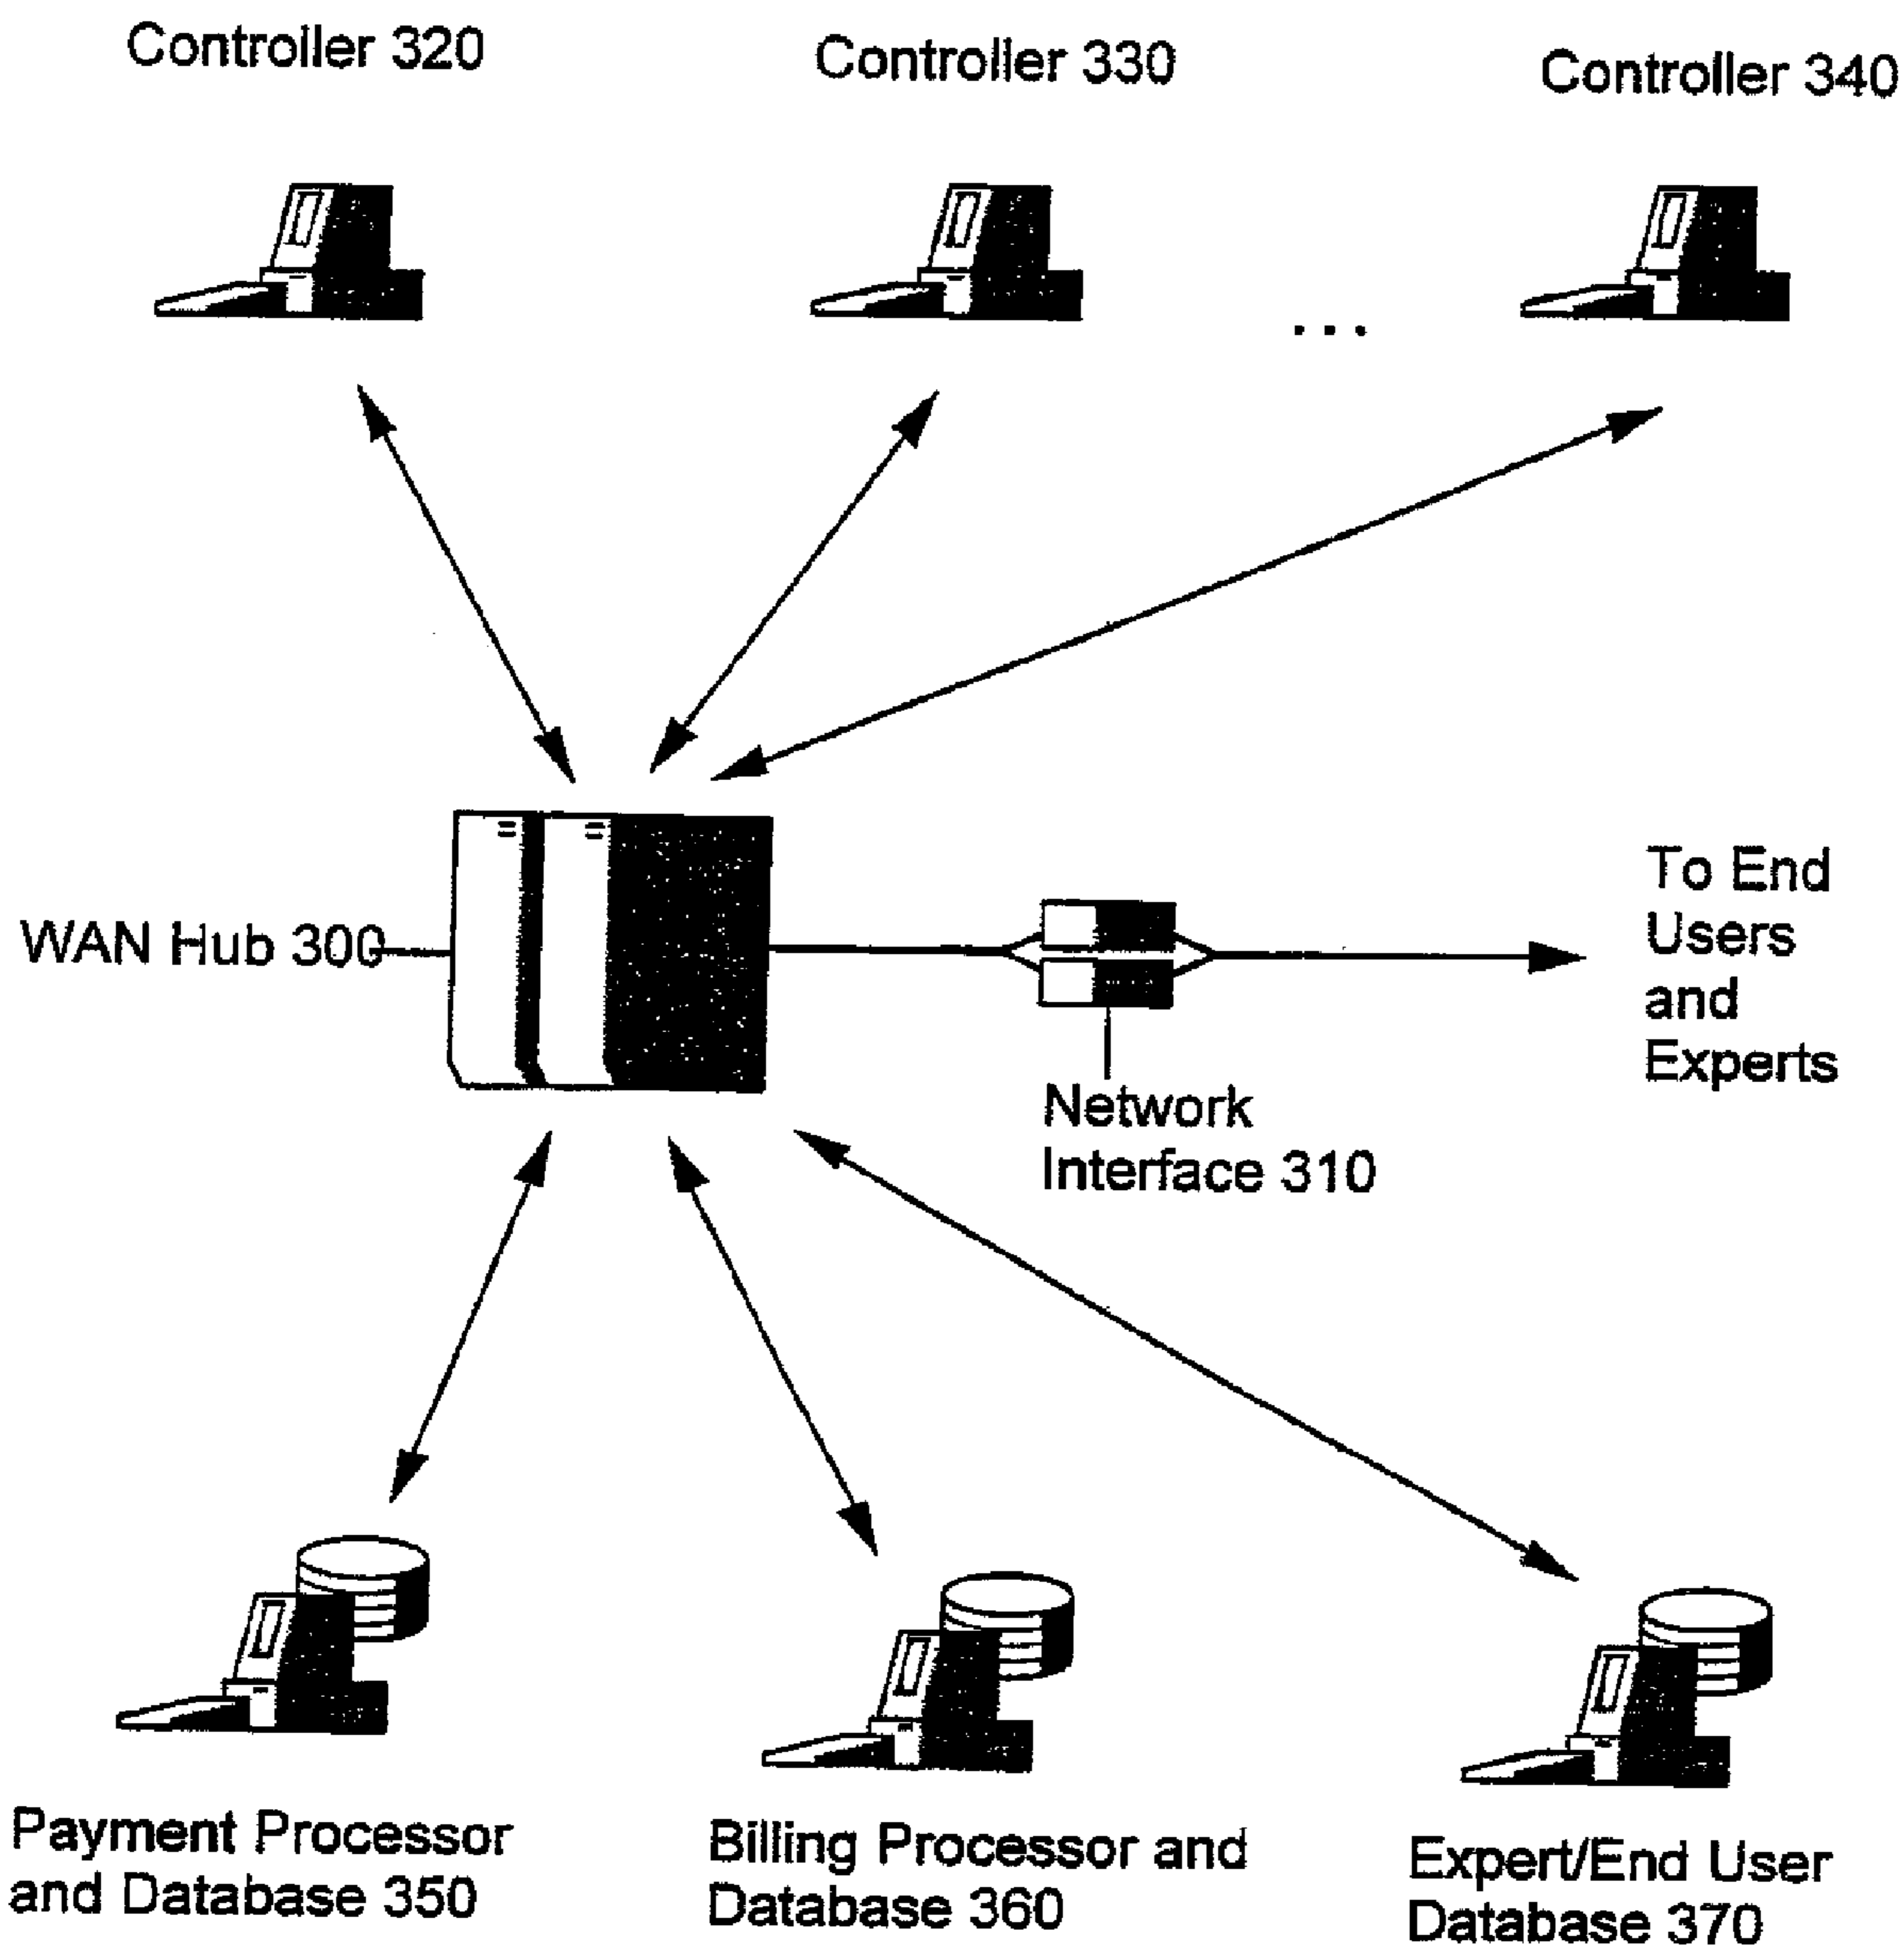 Controller 320
Controller 330
Controller 340
...
WAN Hub 300
To End
Users
and
Experts
Network
Interface 310
Payment Processor
and Database 350
Billing Processor and
Database 360
Expert/End User
Database 370